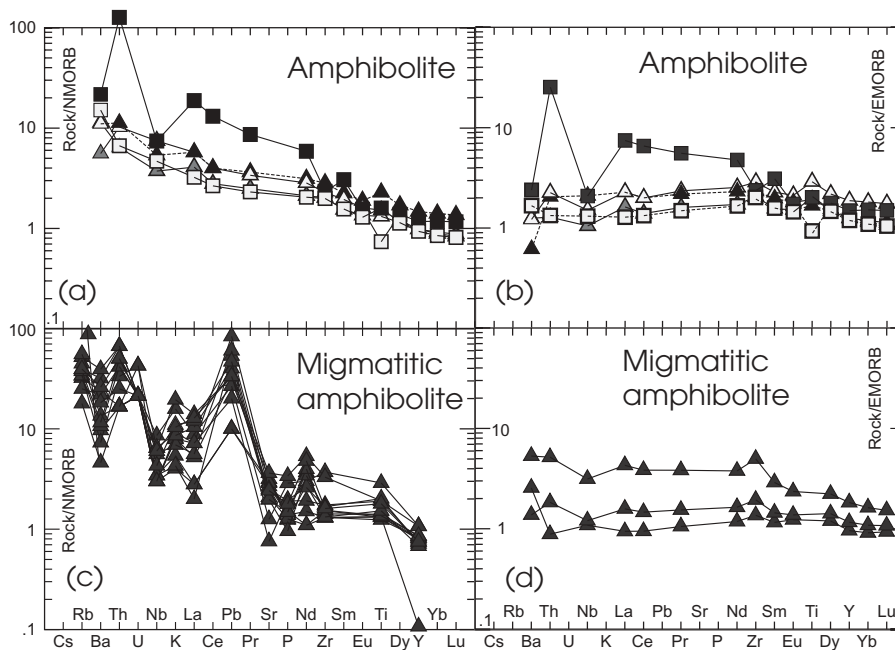 100
10
1
.1
Rock/NMORB
Amphibolite
(a)
10
1
Rock/EMORB
Amphibolite
(b)
100
10
1
.1
Rock/NMORB
Migmatitic
amphibolite
(c)
Rb Th Nb La Pb Sr Nd Sm Ti Yb
Cs Ba U K Ce Pr P Zr Eu Dy Y Lu
10
1
.1
Rock/EMORB
Migmatitic
amphibolite
(d)
Rb Th Nb La Pb Sr Nd Sm Ti Y Lu
Cs Ba U K Ce Pr P Zr Eu Dy Yb